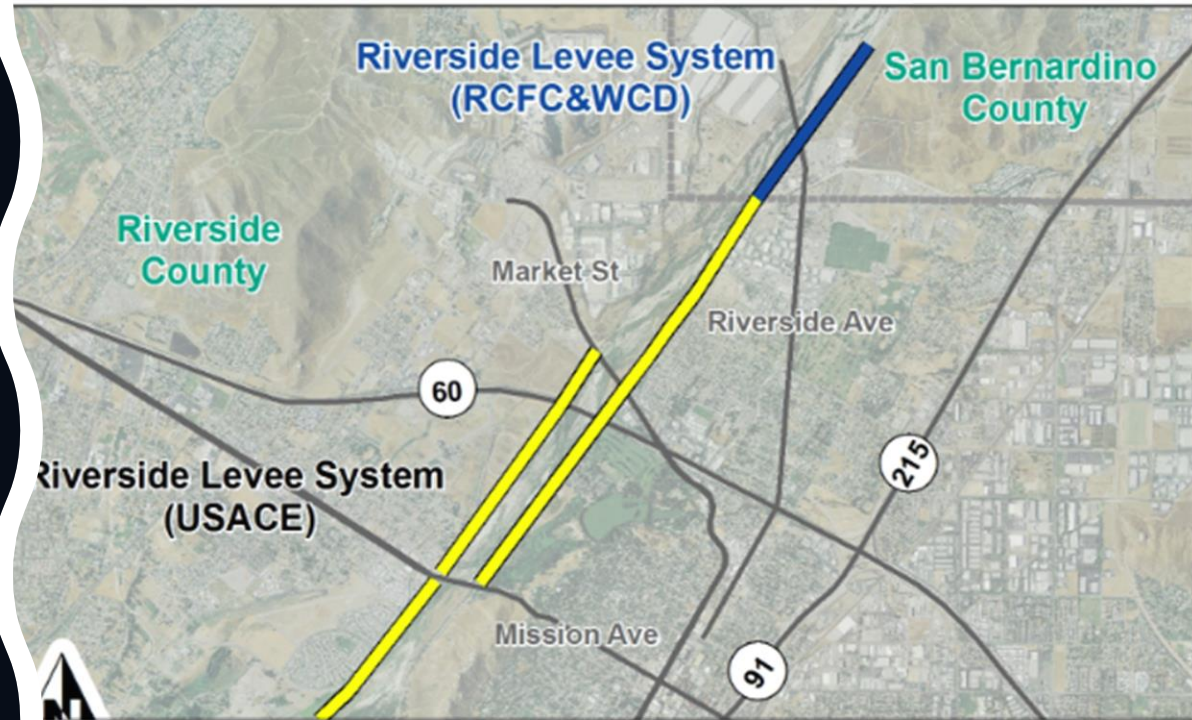 Riverside Levee System
(RCFC&WCD)
San Bernardino
County
Riverside
County
Market St
Riverside Ave
60
215
Riverside Levee System
(USACE)
Mission Ave
91
N